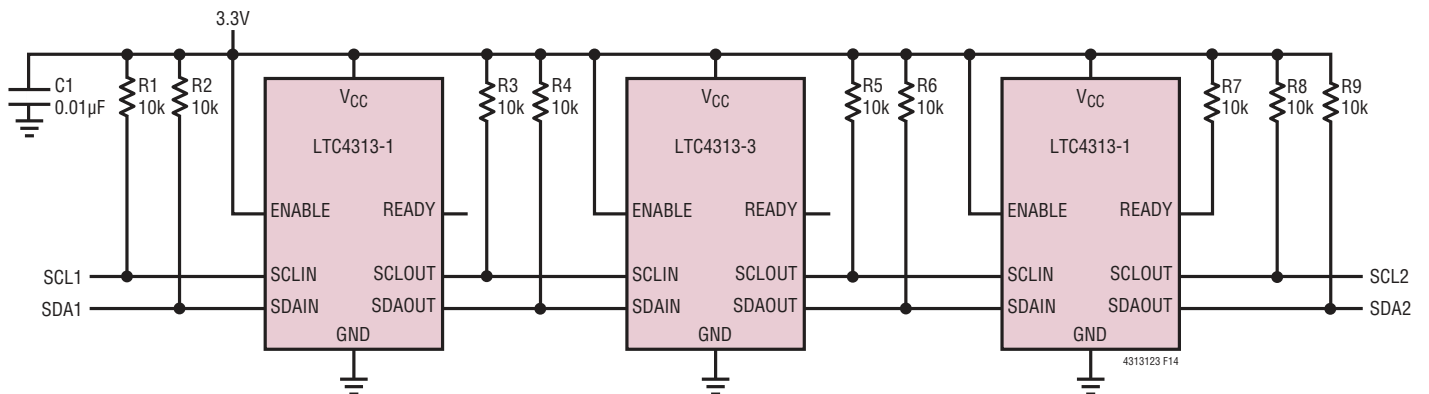 3.3V
C1
0.01µF
R1
10k
R2
10k
R3
10k
R4
10k
R5
10k
R6
10k
R7
10k
R8
10k
R9
10k
VCC
LTC4313-1
ENABLE
READY
SCLIN
SCLOUT
SDAIN
SDAOUT
GND
VCC
LTC4313-3
ENABLE
READY
SCLIN
SCLOUT
SDAIN
SDAOUT
GND
VCC
LTC4313-1
ENABLE
READY
SCLIN
SCLOUT
SDAIN
SDAOUT
GND
SCL1
SDA1
SCL2
SDA2
4313123 F14